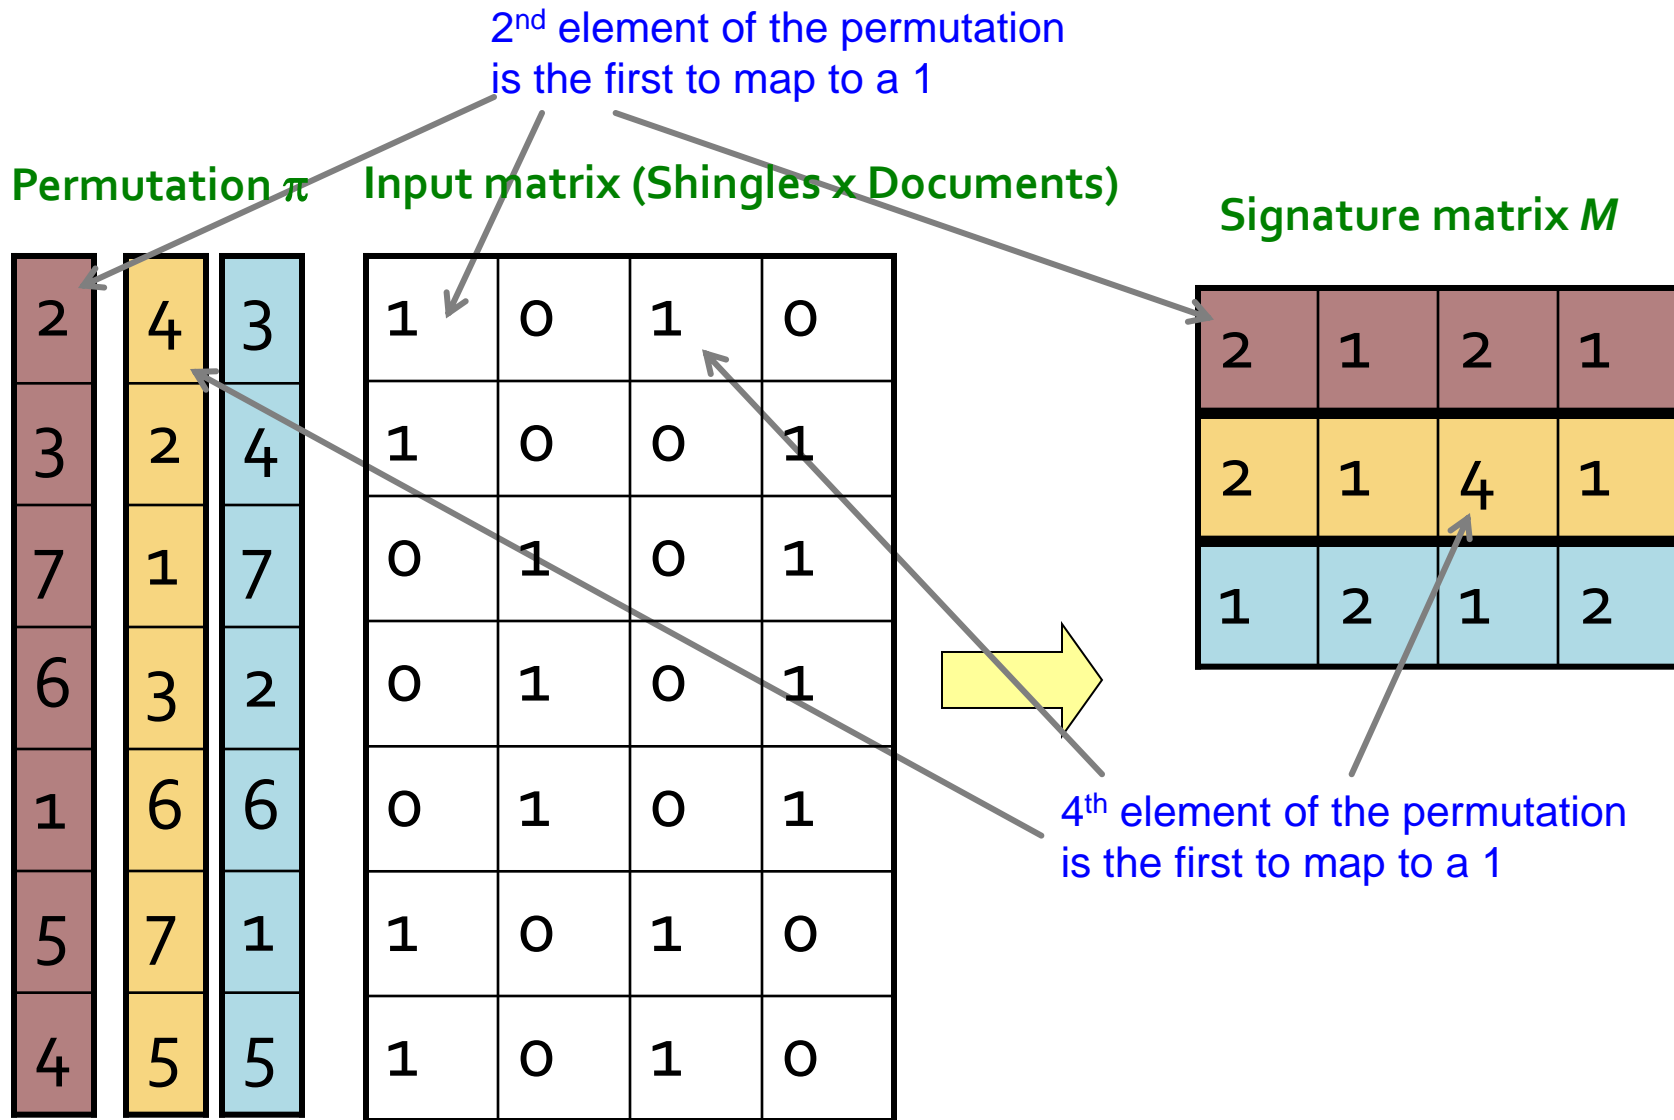 2nd element of the permutation
is the first to map to a 1
Permutation π
Input matrix (Shingles x Documents)
Signature matrix M
2 4 3 1 0 1 0
3 2 4 1 0 0 1
7 1 7 0 1 0 1
6 3 2 0 1 0 1
1 6 6 0 1 0 1
5 7 1 1 0 1 0
4 5 5 1 0 1 0
2 1 2 1
2 1 4 1
1 2 1 2
4th element of the permutation
is the first to map to a 1